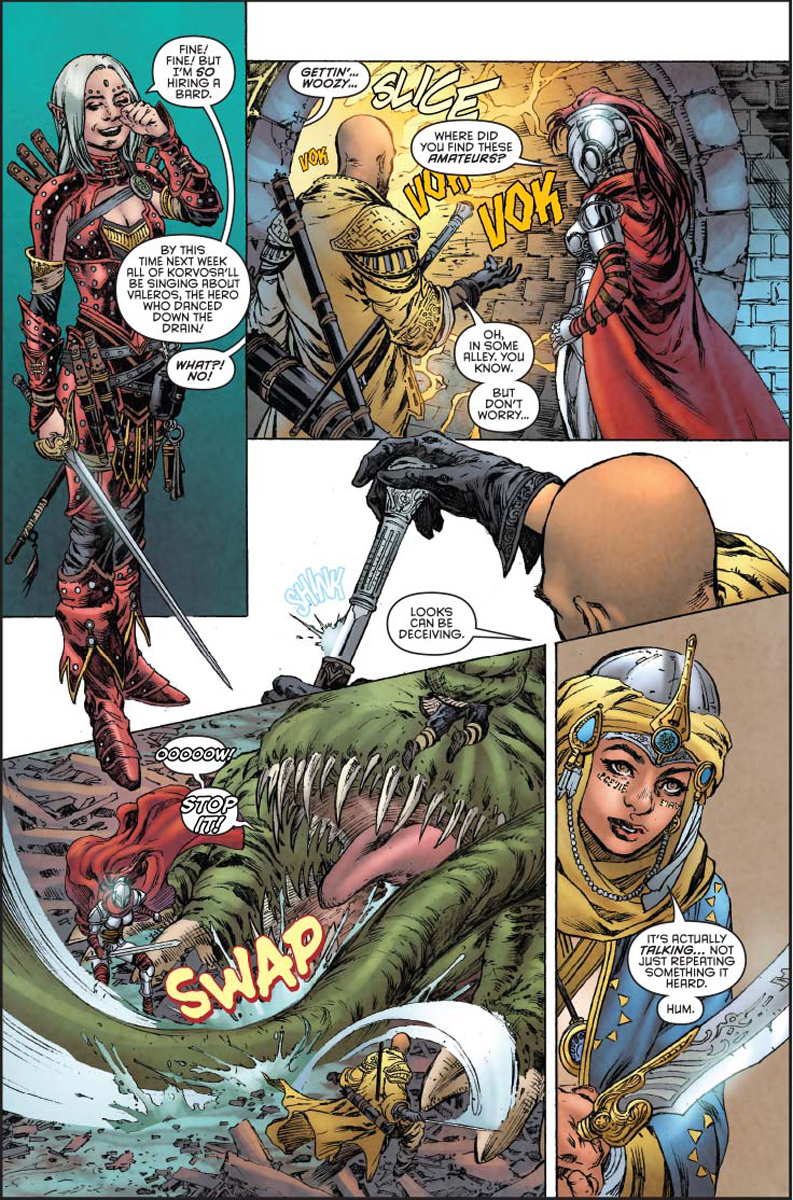 FINE!
FINE! BUT
I'M SO
HIRING A
BARD.
BY THIS
TIME NEXT WEEK
ALL OF KORVOSA'LL
BE SINGING ABOUT
VALEROS, THE HERO
WHO DANCED
DOWN THE
DRAIN!
WHAT?!
NO!
GETTIN'...
WOOZY...
SLICE
VOK
WHERE DID
YOU FIND THESE
AMATEURS?
VOK
VOK
OH,
IN SOME
ALLEY. YOU
KNOW.
BUT
DON'T
WORRY...
SHINK
LOOKS
CAN BE
DECEIVING.
OOOOOW!
STOP
IT!
SWAP
IT'S ACTUALLY
TALKING... NOT
JUST REPEATING
SOMETHING IT
HEARD.
HUM.